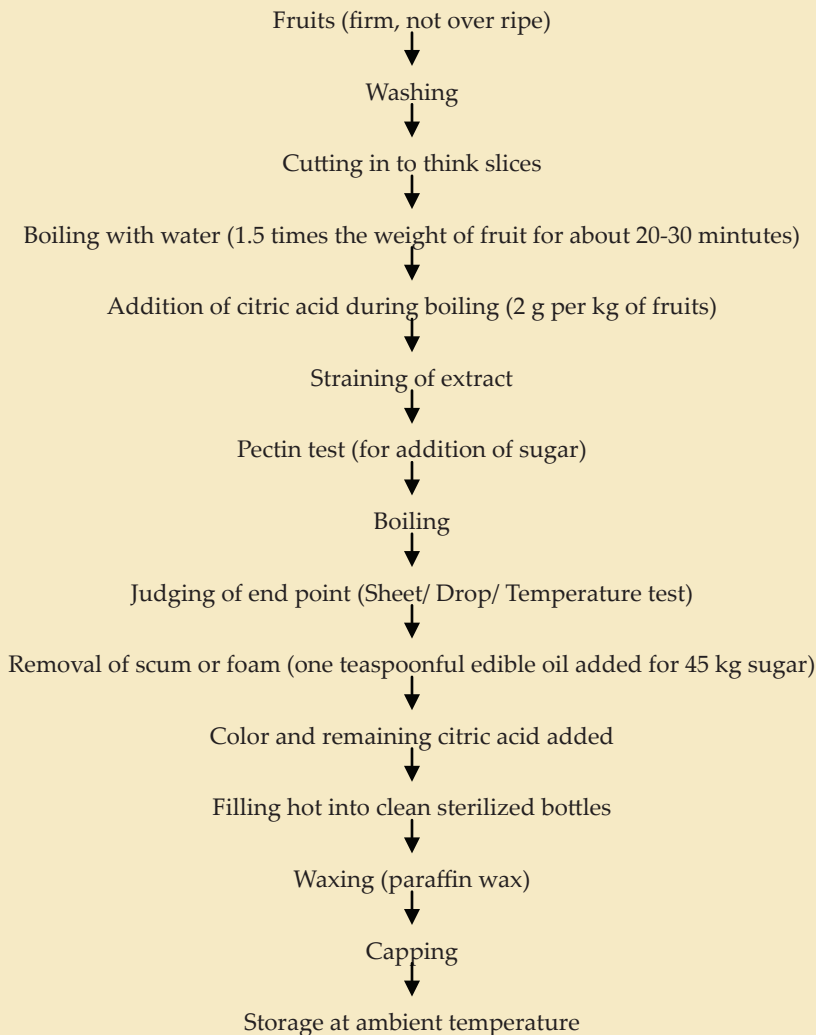 Fruits (firm, not over ripe)
Washing
Cutting in to think slices
Boiling with water (1.5 times the weight of fruit for about 20-30 mintutes)
Addition of citric acid during boiling (2 g per kg of fruits)
Straining of extract
Pectin test (for addition of sugar)
Boiling
Judging of end point (Sheet/ Drop/ Temperature test)
Removal of scum or foam (one teaspoonful edible oil added for 45 kg sugar)
Color and remaining citric acid added
Filling hot into clean sterilized bottles
Waxing (paraffin wax)
Capping
Storage at ambient temperature